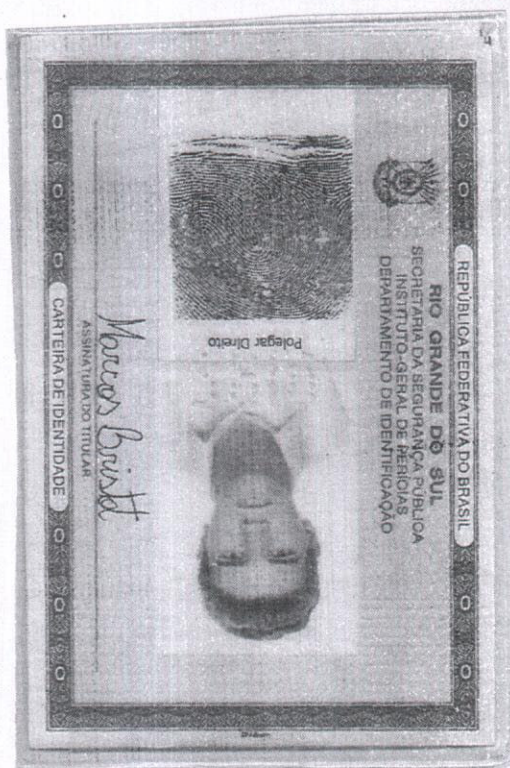 REPÚBLICA FEDERATIVA DO BRASIL
RIO GRANDE DO SUL
SECRETARIA DA SEGURANÇA PÚBLICA
INSTITUTO-GERAL DE PERÍCIAS
DEPARTAMENTO DE IDENTIFICAÇÃO
Polegar Direito
Marcos Cristd
ASSINATURA DO TITULAR
CARTEIRA DE IDENTIDADE